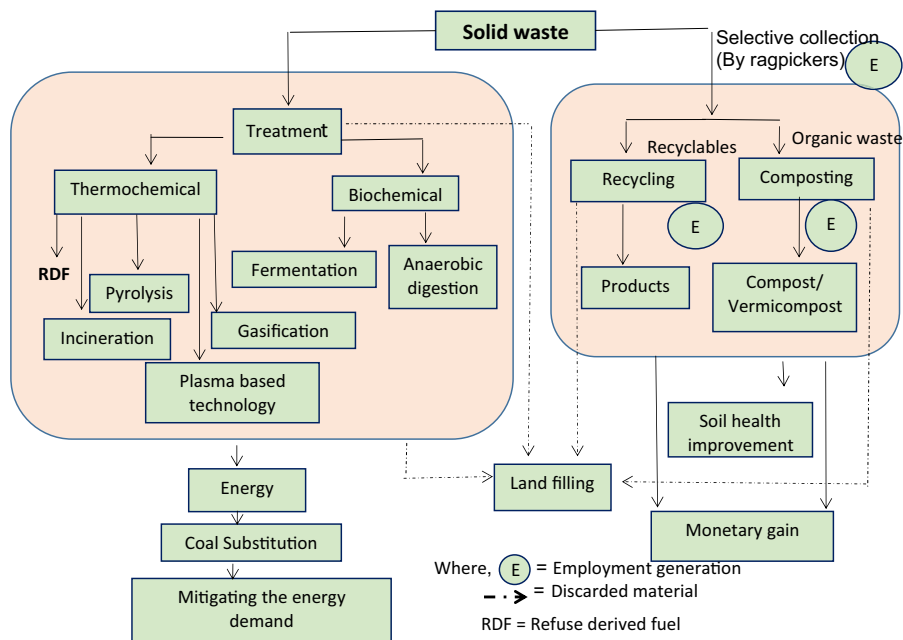 Solid waste
Selective collection
(By ragpickers)
E
Treatment
Recyclables
Organic waste
Thermochemical
Biochemical
Recycling
Composting
E
E
RDF
Fermentation
Anaerobic
digestion
Pyrolysis
Products
Compost/
Vermicompost
Incineration
Gasification
Plasma based
technology
Soil health
improvement
Energy
Land filling
Coal Substitution
Monetary gain
Mitigating the energy
demand
Where, E = Employment generation
= Discarded material
RDF = Refuse derived fuel